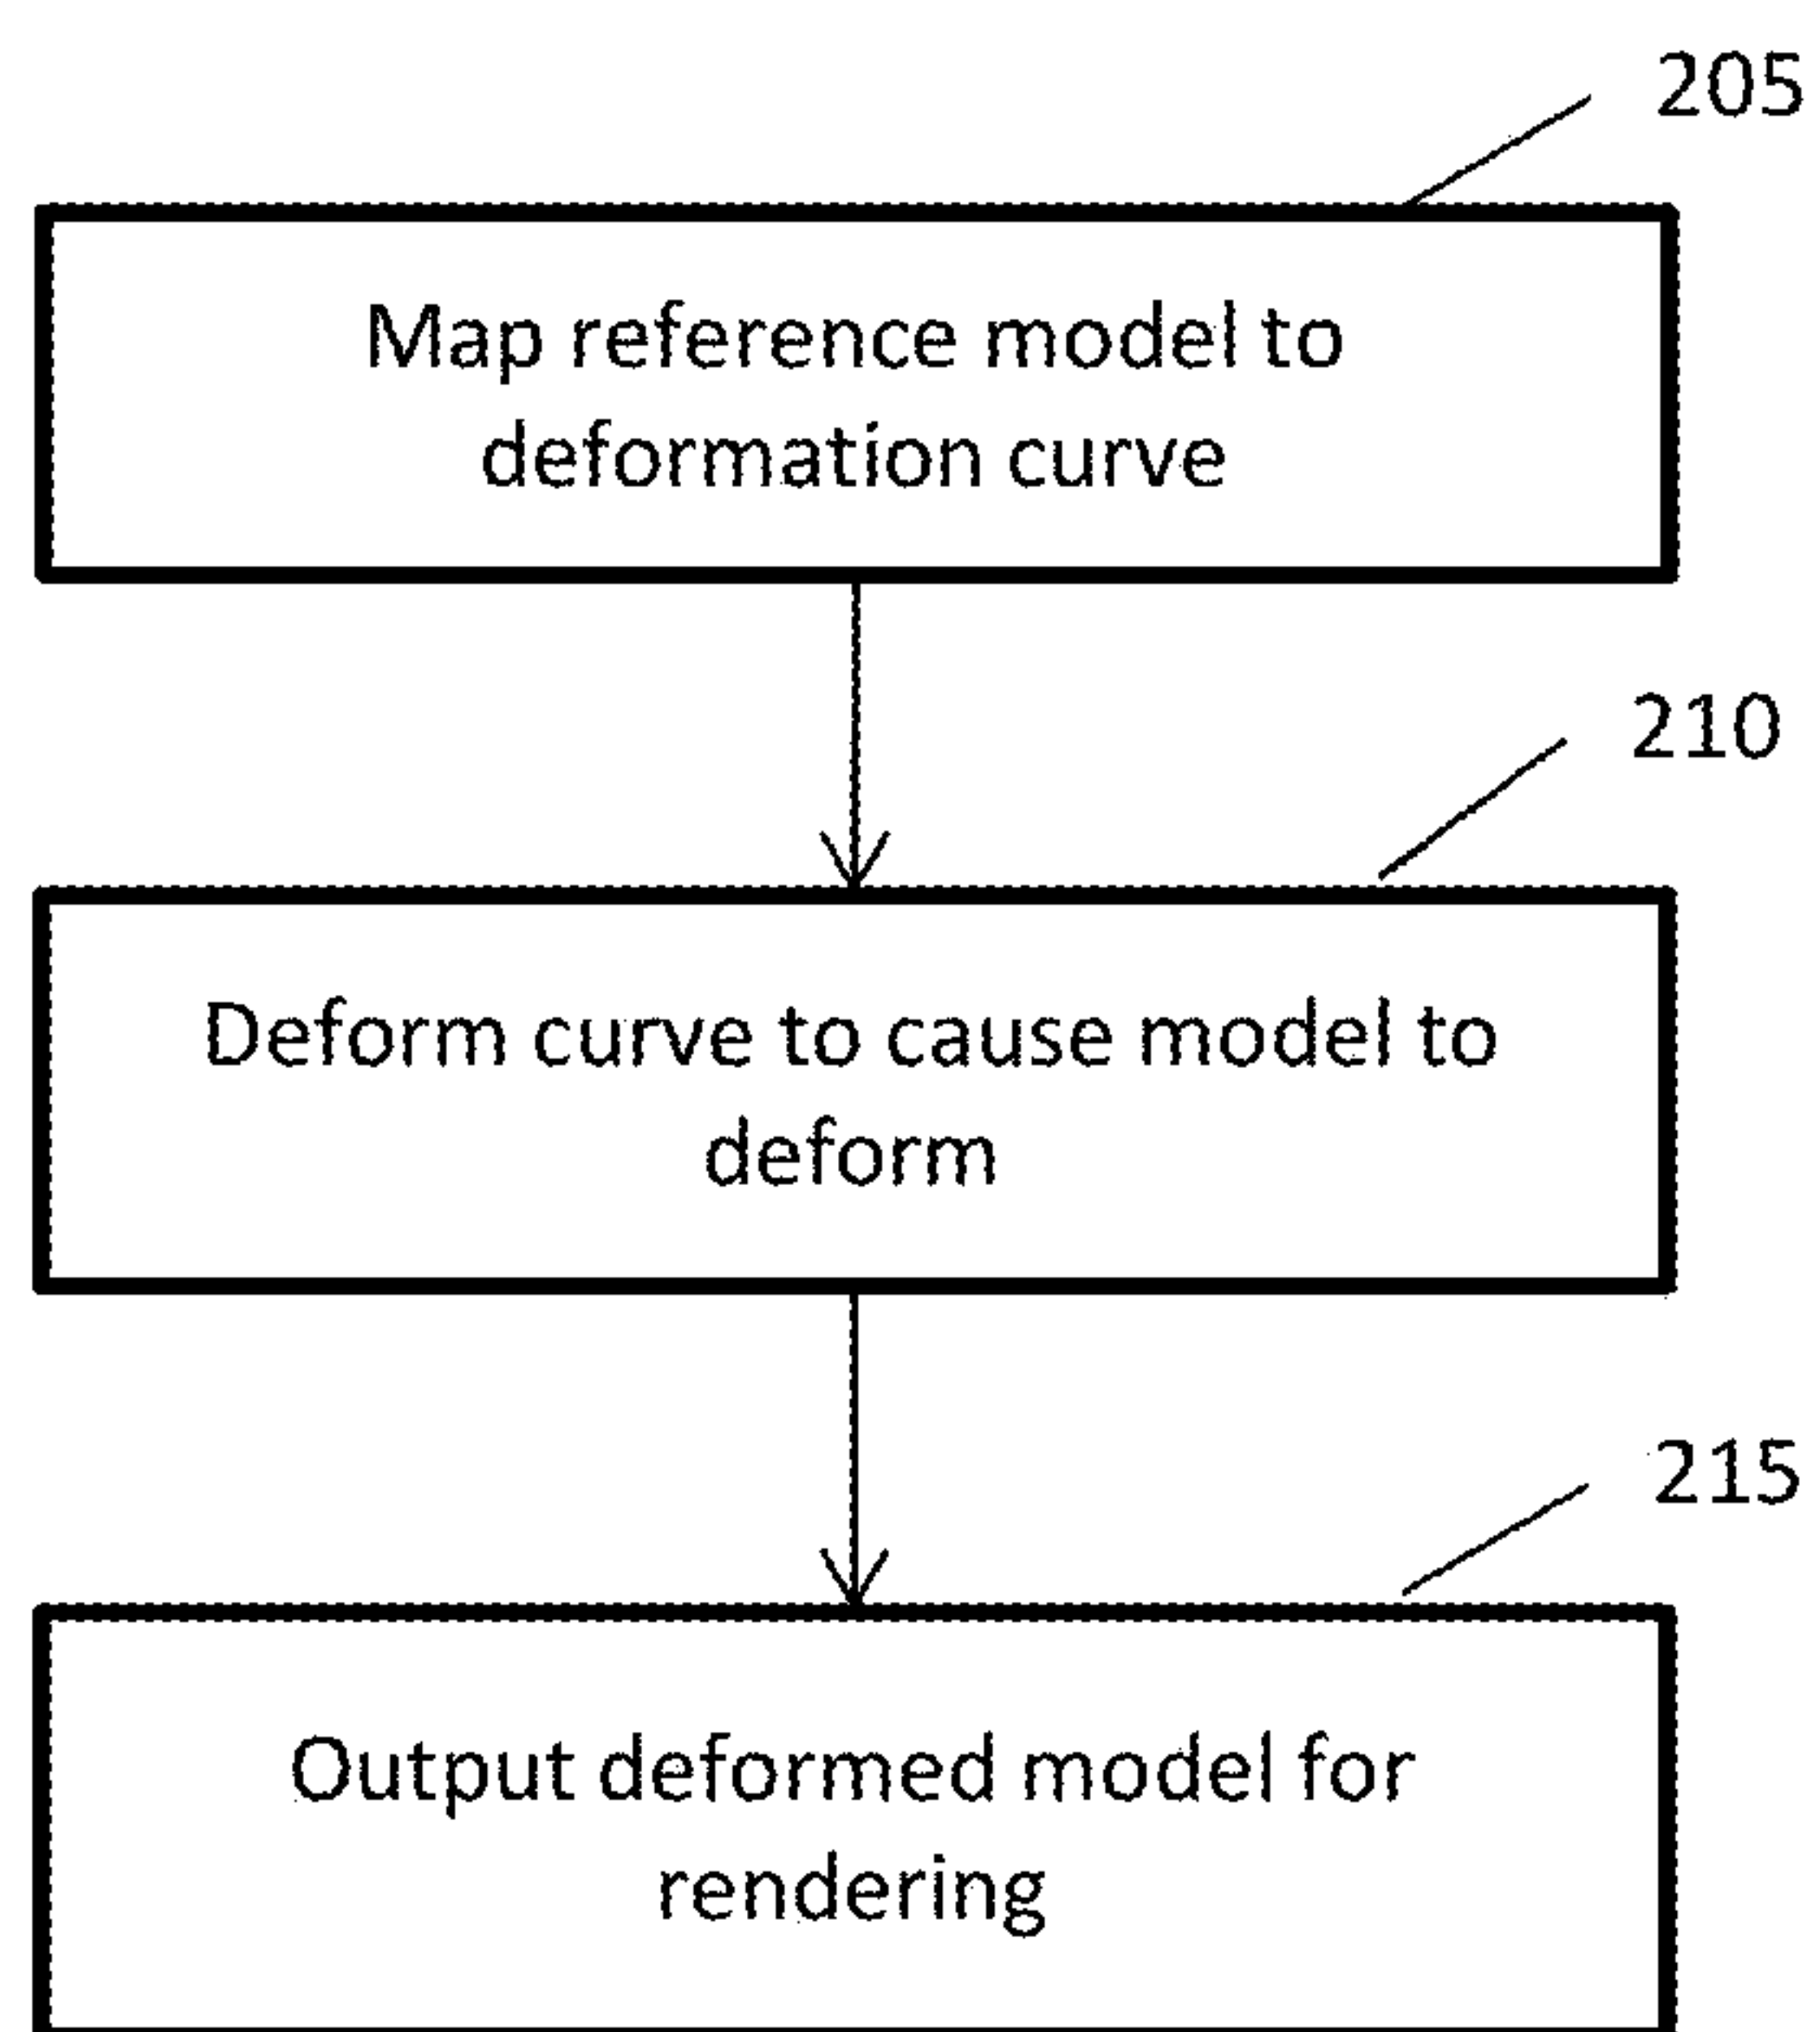 205
Map reference model to
deformation curve
210
Deform curve to cause model to
deform
215
Output deformed model for
rendering